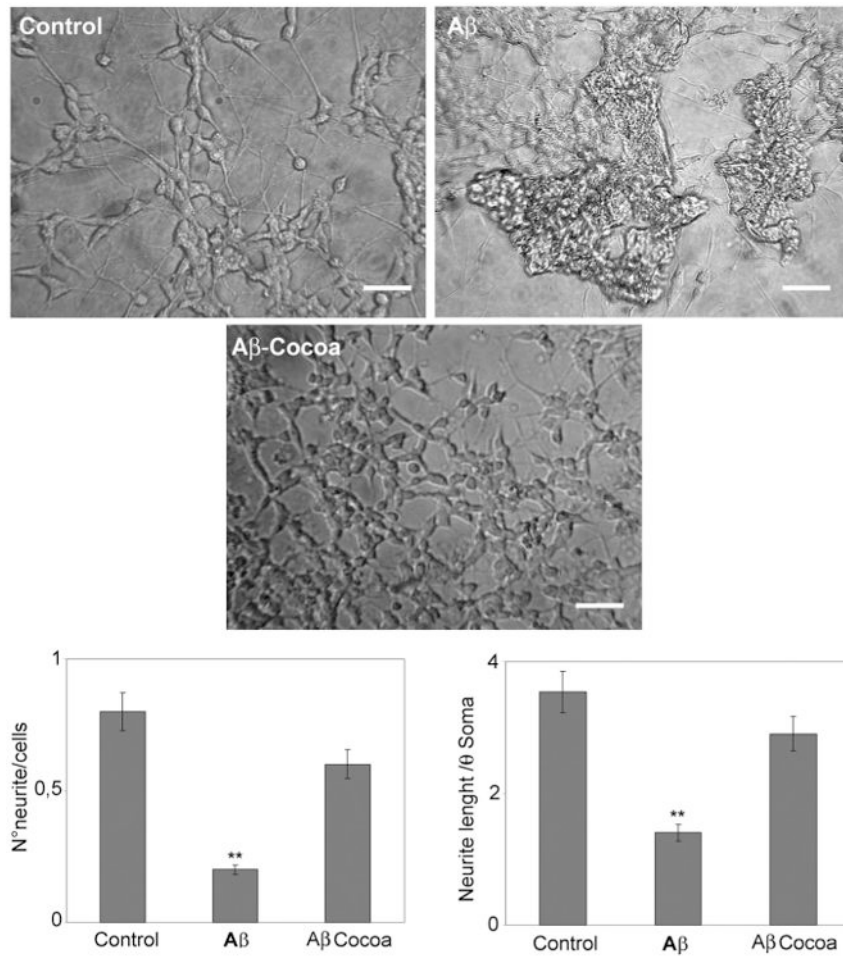 Control
Aβ
Aβ-Cocoa
1
0,5
0
N°neurite/cells
**
Control
Aβ
Aβ Cocoa
4
2
0
Neurite lenght /θ Soma
**
Control
Aβ
Aβ Cocoa